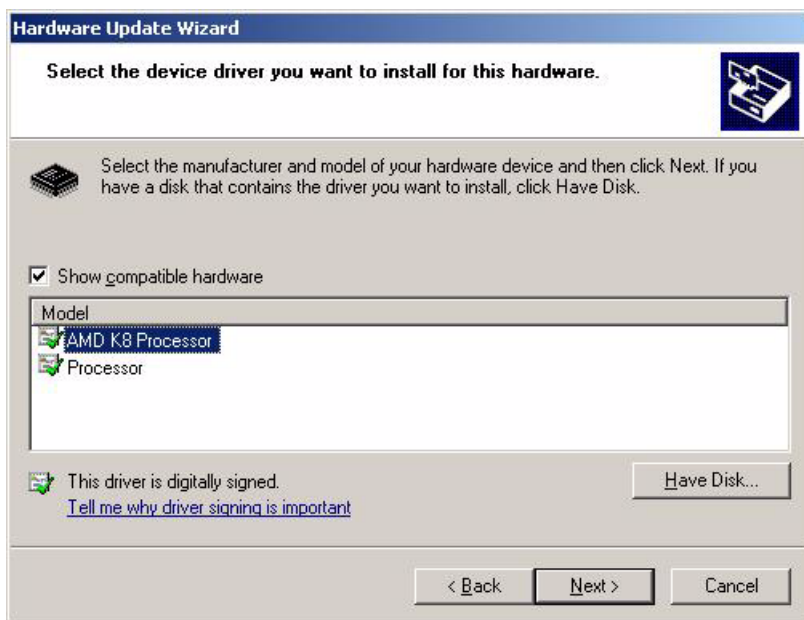 Hardware Update Wizard
Select the device driver you want to install for this hardware.
Select the manufacturer and model of your hardware device and then click Next. If you
have a disk that contains the driver you want to install, click Have Disk.
Show compatible hardware
Model
AMD K8 Processor
Processor
This driver is digitally signed.
Have Disk...
Tell me why driver signing is important
< Back
Next >
Cancel